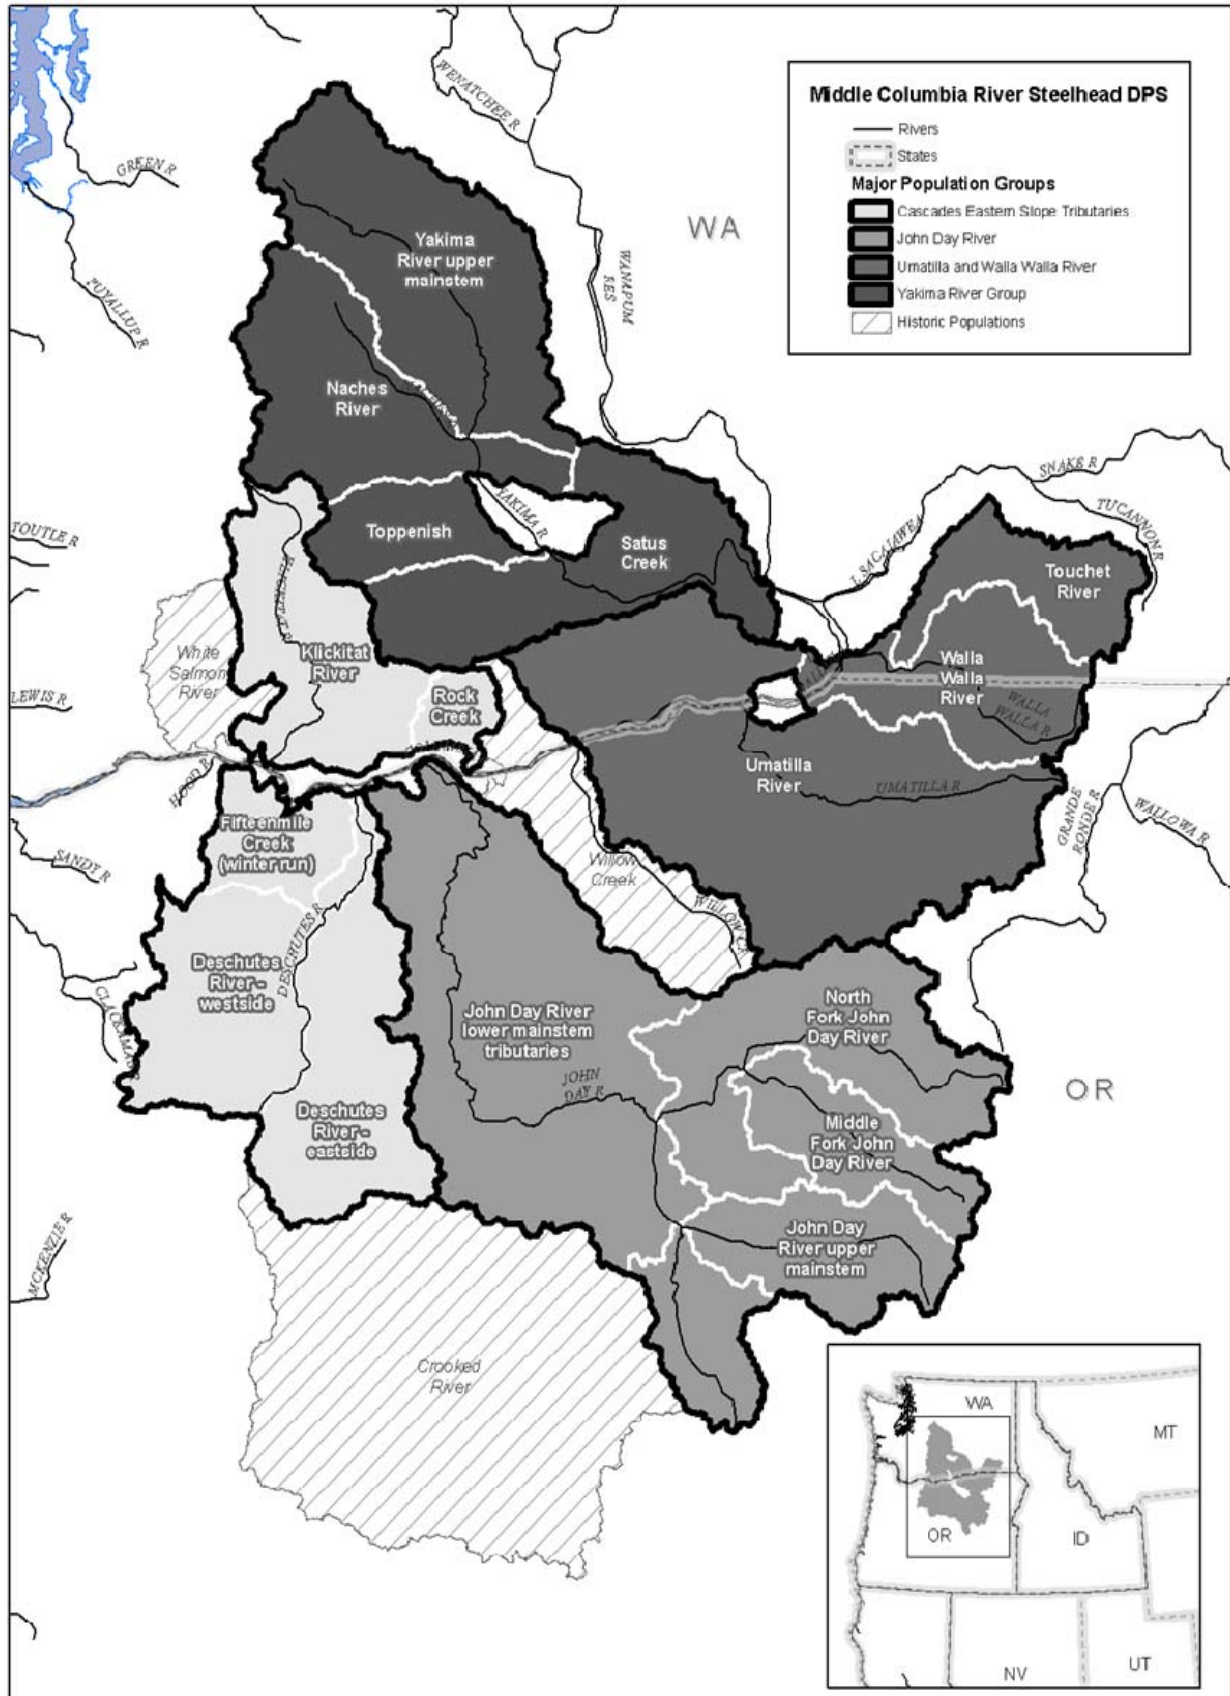 Middle Columbia River Steelhead DPS
Rivers
States
Major Population Groups
Cascades Eastern Slope Tributaries
John Day River
Umatilla and Walla Walla River
Yakima River Group
Historic Populations
WENATCHEE R
GREEN R
PUYALLUP R
WA
WANAPUM
RES
Yakima
River upper
mainstem
Naches
River
Toppenish
YAKIMA R
Satus
Creek
SNAKE R
TUCANNON R
L SACAJAWEA
TOUTLE R
Touchet
River
White
Salmon
River
Klickitat
River
Rock
Creek
Walla
Walla
River
WALLA
WALLA R
LEWIS R
HOOD R
Umatilla
River
UMATILLA R
GRANDE
RONDE R
WALLOWA R
SANDY R
Fifteenmile
Creek
(winter run)
Willow
Creek
WILLOW CR
DESCHUTES R
Deschutes
River -
westside
CLACKAMAS R
John Day River
lower mainstem
tributaries
North
Fork John
Day River
JOHN
DAY R
OR
Deschutes
River -
eastside
Middle
Fork John
Day River
MCKENZIE R
John Day
River upper
mainstem
Crooked
River
WA
MT
OR
ID
NV
UT